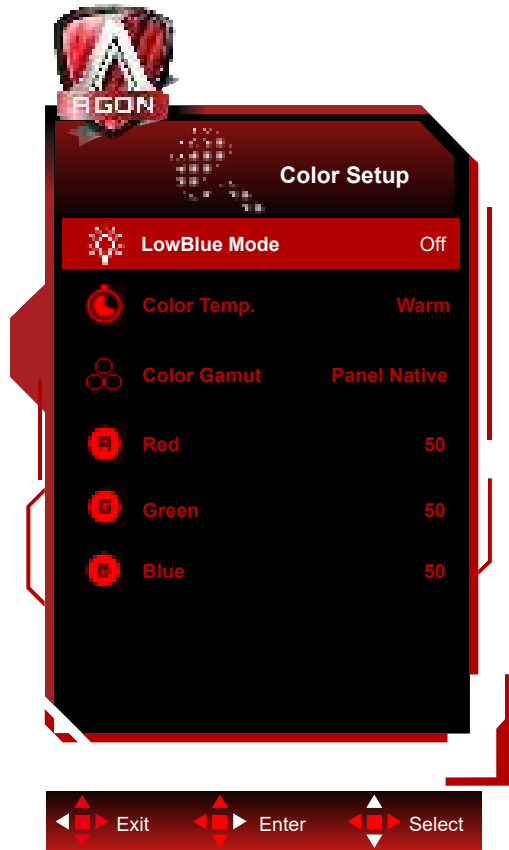 AGON
Color Setup
LowBlue Mode Off
Color Temp. Warm
Color Gamut Panel Native
R Red 50
G Green 50
Blue 50
Exit Enter Select